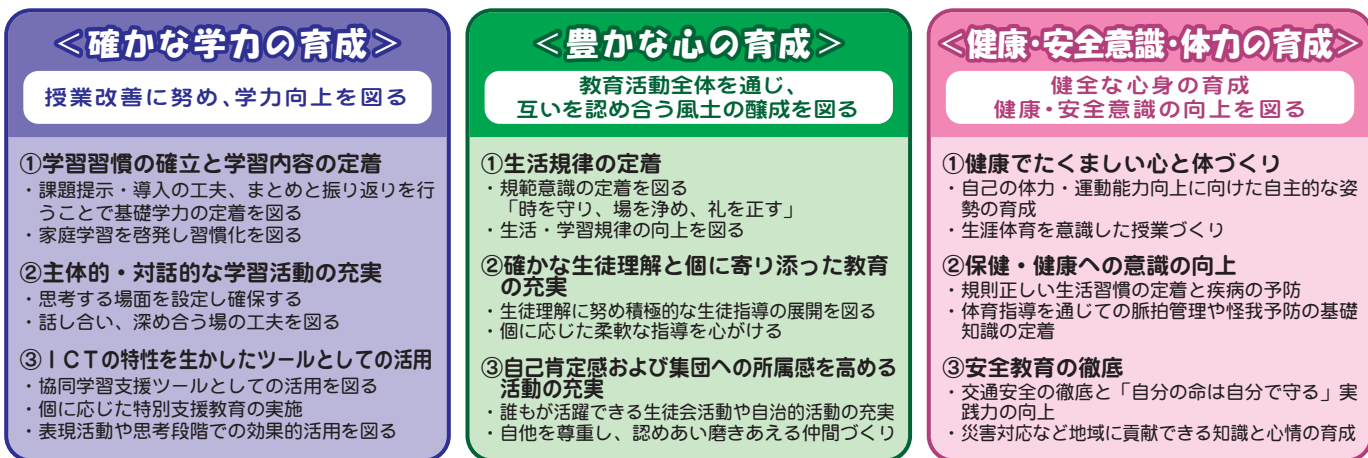 ＜確かな学力の育成＞
授業改善に努め、学力向上を図る
①学習習慣の確立と学習内容の定着
・課題提示・導入の工夫、まとめと振り返りを行
うことで基礎学力の定着を図る
・家庭学習を啓発し習慣化を図る
②主体的・対話的な学習活動の充実
・思考する場面を設定し確保する
・話し合い、深め合う場の工夫を図る
③ＩＣＴの特性を生かしたツールとしての活用
・協同学習支援ツールとしての活用を図る
・個に応じた特別支援教育の実施
・表現活動や思考段階での効果的活用を図る
＜豊かな心の育成＞
教育活動全体を通じ、
互いを認め合う風土の醸成を図る
①生活規律の定着
・規範意識の定着を図る
「時を守り、場を浄め、礼を正す」
・生活・学習規律の向上を図る
②確かな生徒理解と個に寄り添った教育
の充実
・生徒理解に努め積極的な生徒指導の展開を図る
・個に応じた柔軟な指導を心がける
③自己肯定感および集団への所属感を高める
活動の充実
・誰もが活躍できる生徒会活動や自治的活動の充実
・自他を尊重し、認めあい磨きあえる仲間づくり
＜健康・安全意識・体力の育成＞
健全な心身の育成
健康・安全意識の向上を図る
①健康でたくましい心と体づくり
・自己の体力・運動能力向上に向けた自主的な姿
勢の育成
・生涯体育を意識した授業づくり
②保健・健康への意識の向上
・規則正しい生活習慣の定着と疾病の予防
・体育指導を通じての脈拍管理や怪我予防の基礎
知識の定着
③安全教育の徹底
・交通安全の徹底と「自分の命は自分で守る」実
践力の向上
・災害対応など地域に貢献できる知識と心情の育成